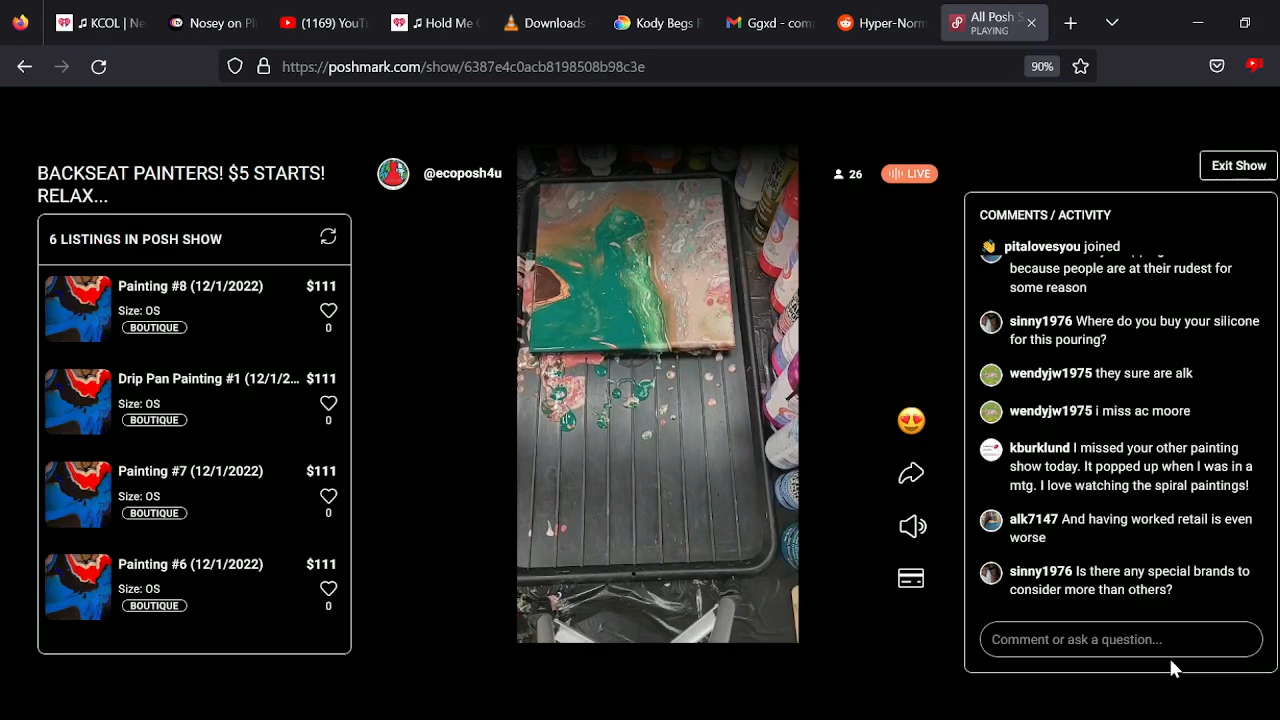 ♫ KCOL | Ne
Nosey on Pl
(1169) YouT
♫ Hold Me C
Downloads
Kody Begs F
Ggxd - com
Hyper-Norm
All Posh S
PLAYING
https://poshmark.com/show/6387e4c0acb8198508b98c3e
90%
BACKSEAT PAINTERS! $5 STARTS!
RELAX...
@ecoposh4u
26
LIVE
Exit Show
6 LISTINGS IN POSH SHOW
Painting #8 (12/1/2022) $111
Size: OS
BOUTIQUE
0
Drip Pan Painting #1 (12/1/2... $111
Size: OS
BOUTIQUE
0
Painting #7 (12/1/2022) $111
Size: OS
BOUTIQUE
0
Painting #6 (12/1/2022) $111
Size: OS
BOUTIQUE
0
COMMENTS / ACTIVITY
pitalovesyou joined
because people are at their rudest for
some reason
sinny1976 Where do you buy your silicone
for this pouring?
wendyjw1975 they sure are alk
wendyjw1975 i miss ac moore
kburklund I missed your other painting
show today. It popped up when I was in a
mtg. I love watching the spiral paintings!
alk7147 And having worked retail is even
worse
sinny1976 Is there any special brands to
consider more than others?
Comment or ask a question...